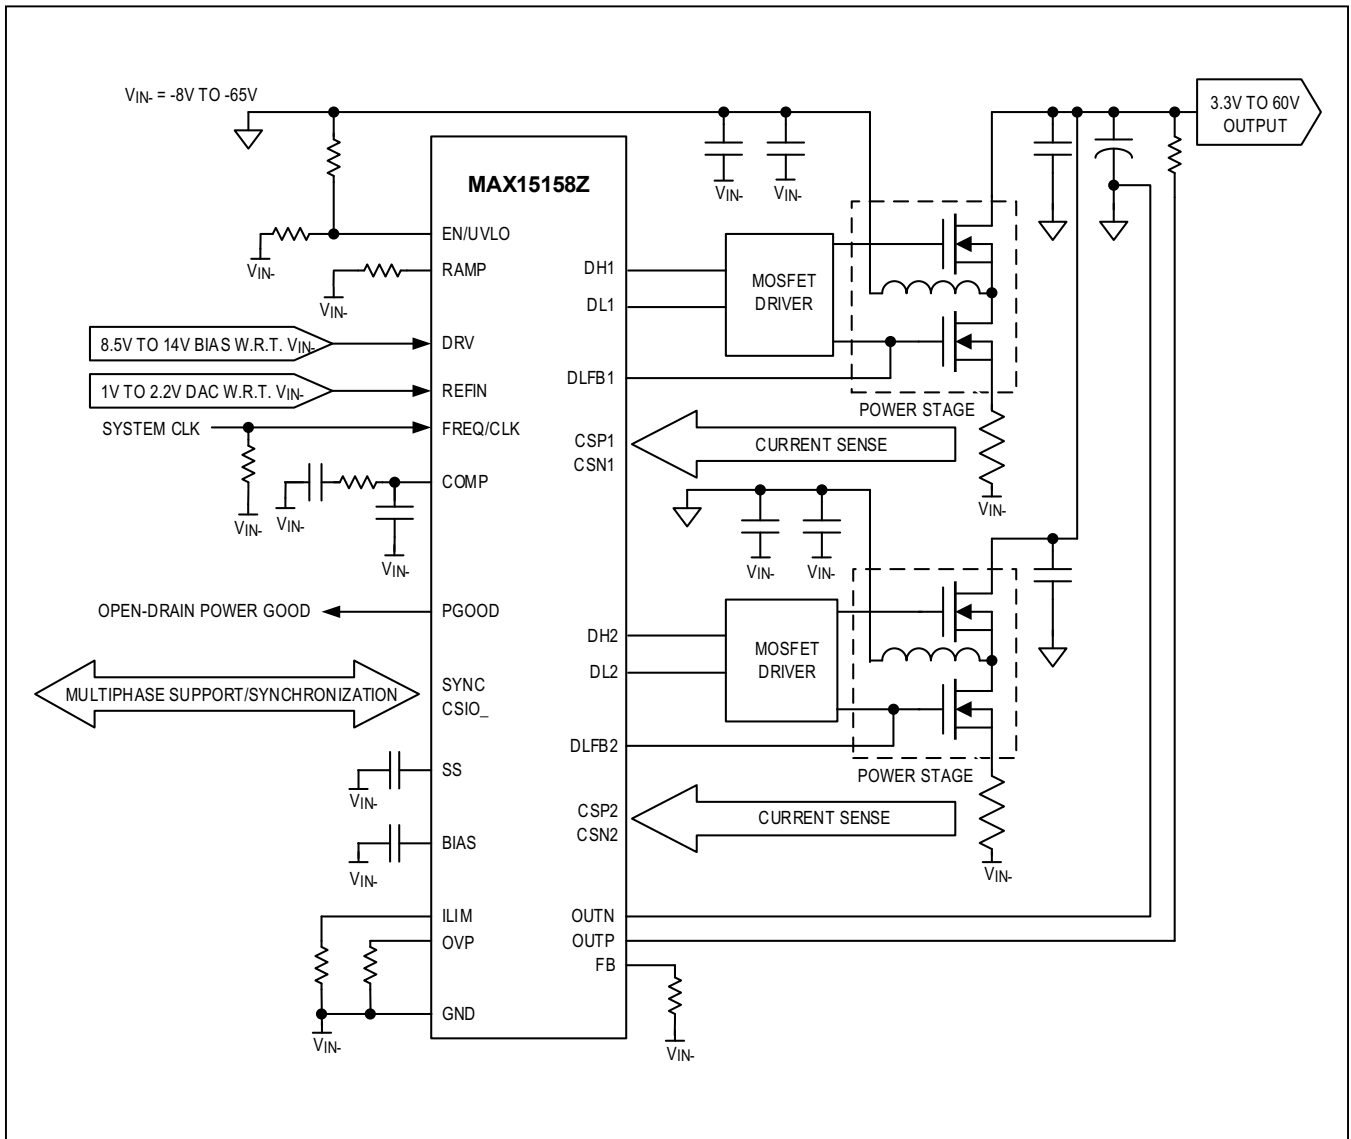 VIN- = -8V TO -65V
3.3V TO 60V
OUTPUT
MAX15158Z
VIN-
VIN-
EN/UVLO
VIN-
RAMP
VIN-
DH1
DL1
MOSFET
DRIVER
8.5V TO 14V BIAS W.R.T. VIN-
DRV
DLFB1
1V TO 2.2V DAC W.R.T. VIN-
REFIN
POWER STAGE
SYSTEM CLK
FREQ/CLK
CSP1
CSN1
CURRENT SENSE
COMP
VIN-
VIN-
VIN-
VIN-
VIN-
VIN-
OPEN-DRAIN POWER GOOD
PGOOD
DH2
DL2
MOSFET
DRIVER
MULTIPHASE SUPPORT/SYNCHRONIZATION
SYNC
CSIO_
DLFB2
SS
VIN-
POWER STAGE
CSP2
CSN2
CURRENT SENSE
BIAS
VIN-
VIN-
ILIM
OUTN
OVP
OUTP
FB
GND
VIN-
VIN-